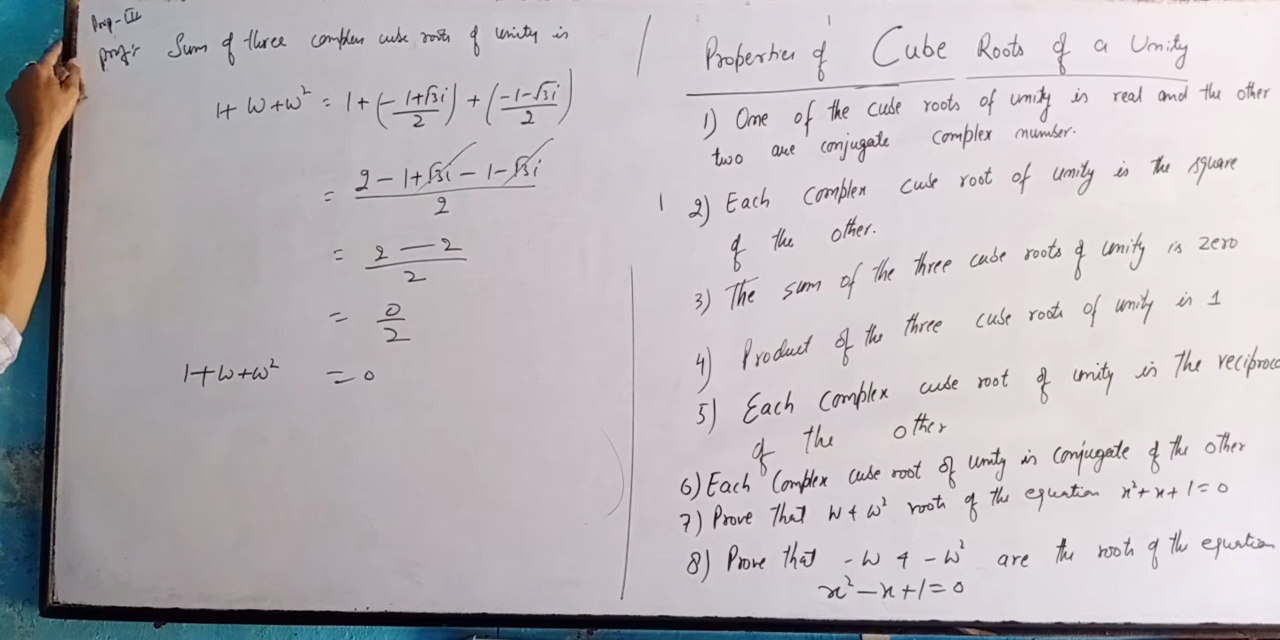 Prop-III
proof:- Sum of three complex cube roots of unity is
1 + ω + ω² = 1 + (-1+√3i/2) + (-1-√3i/2)
= 2 - 1 + √3i - 1 - √3i / 2
= 2 — 2 / 2
= 0/2
1 + ω + ω² = 0
Properties of Cube Roots of a Unity
1) One of the cube roots of unity is real and the other
two are conjugate complex number.
2) Each complex cube root of unity is the square
of the other.
3) The sum of the three cube roots of unity is zero
4) Product of the three cube roots of unity is 1
5) Each complex cube root of unity is the reciproca
of the other
6) Each Complex cube root of unity is conjugate of the other
7) Prove that ω & ω² roots of the equation x²+x+1=0
8) Prove that -ω & -ω² are the roots of the equation
x²-x+1=0